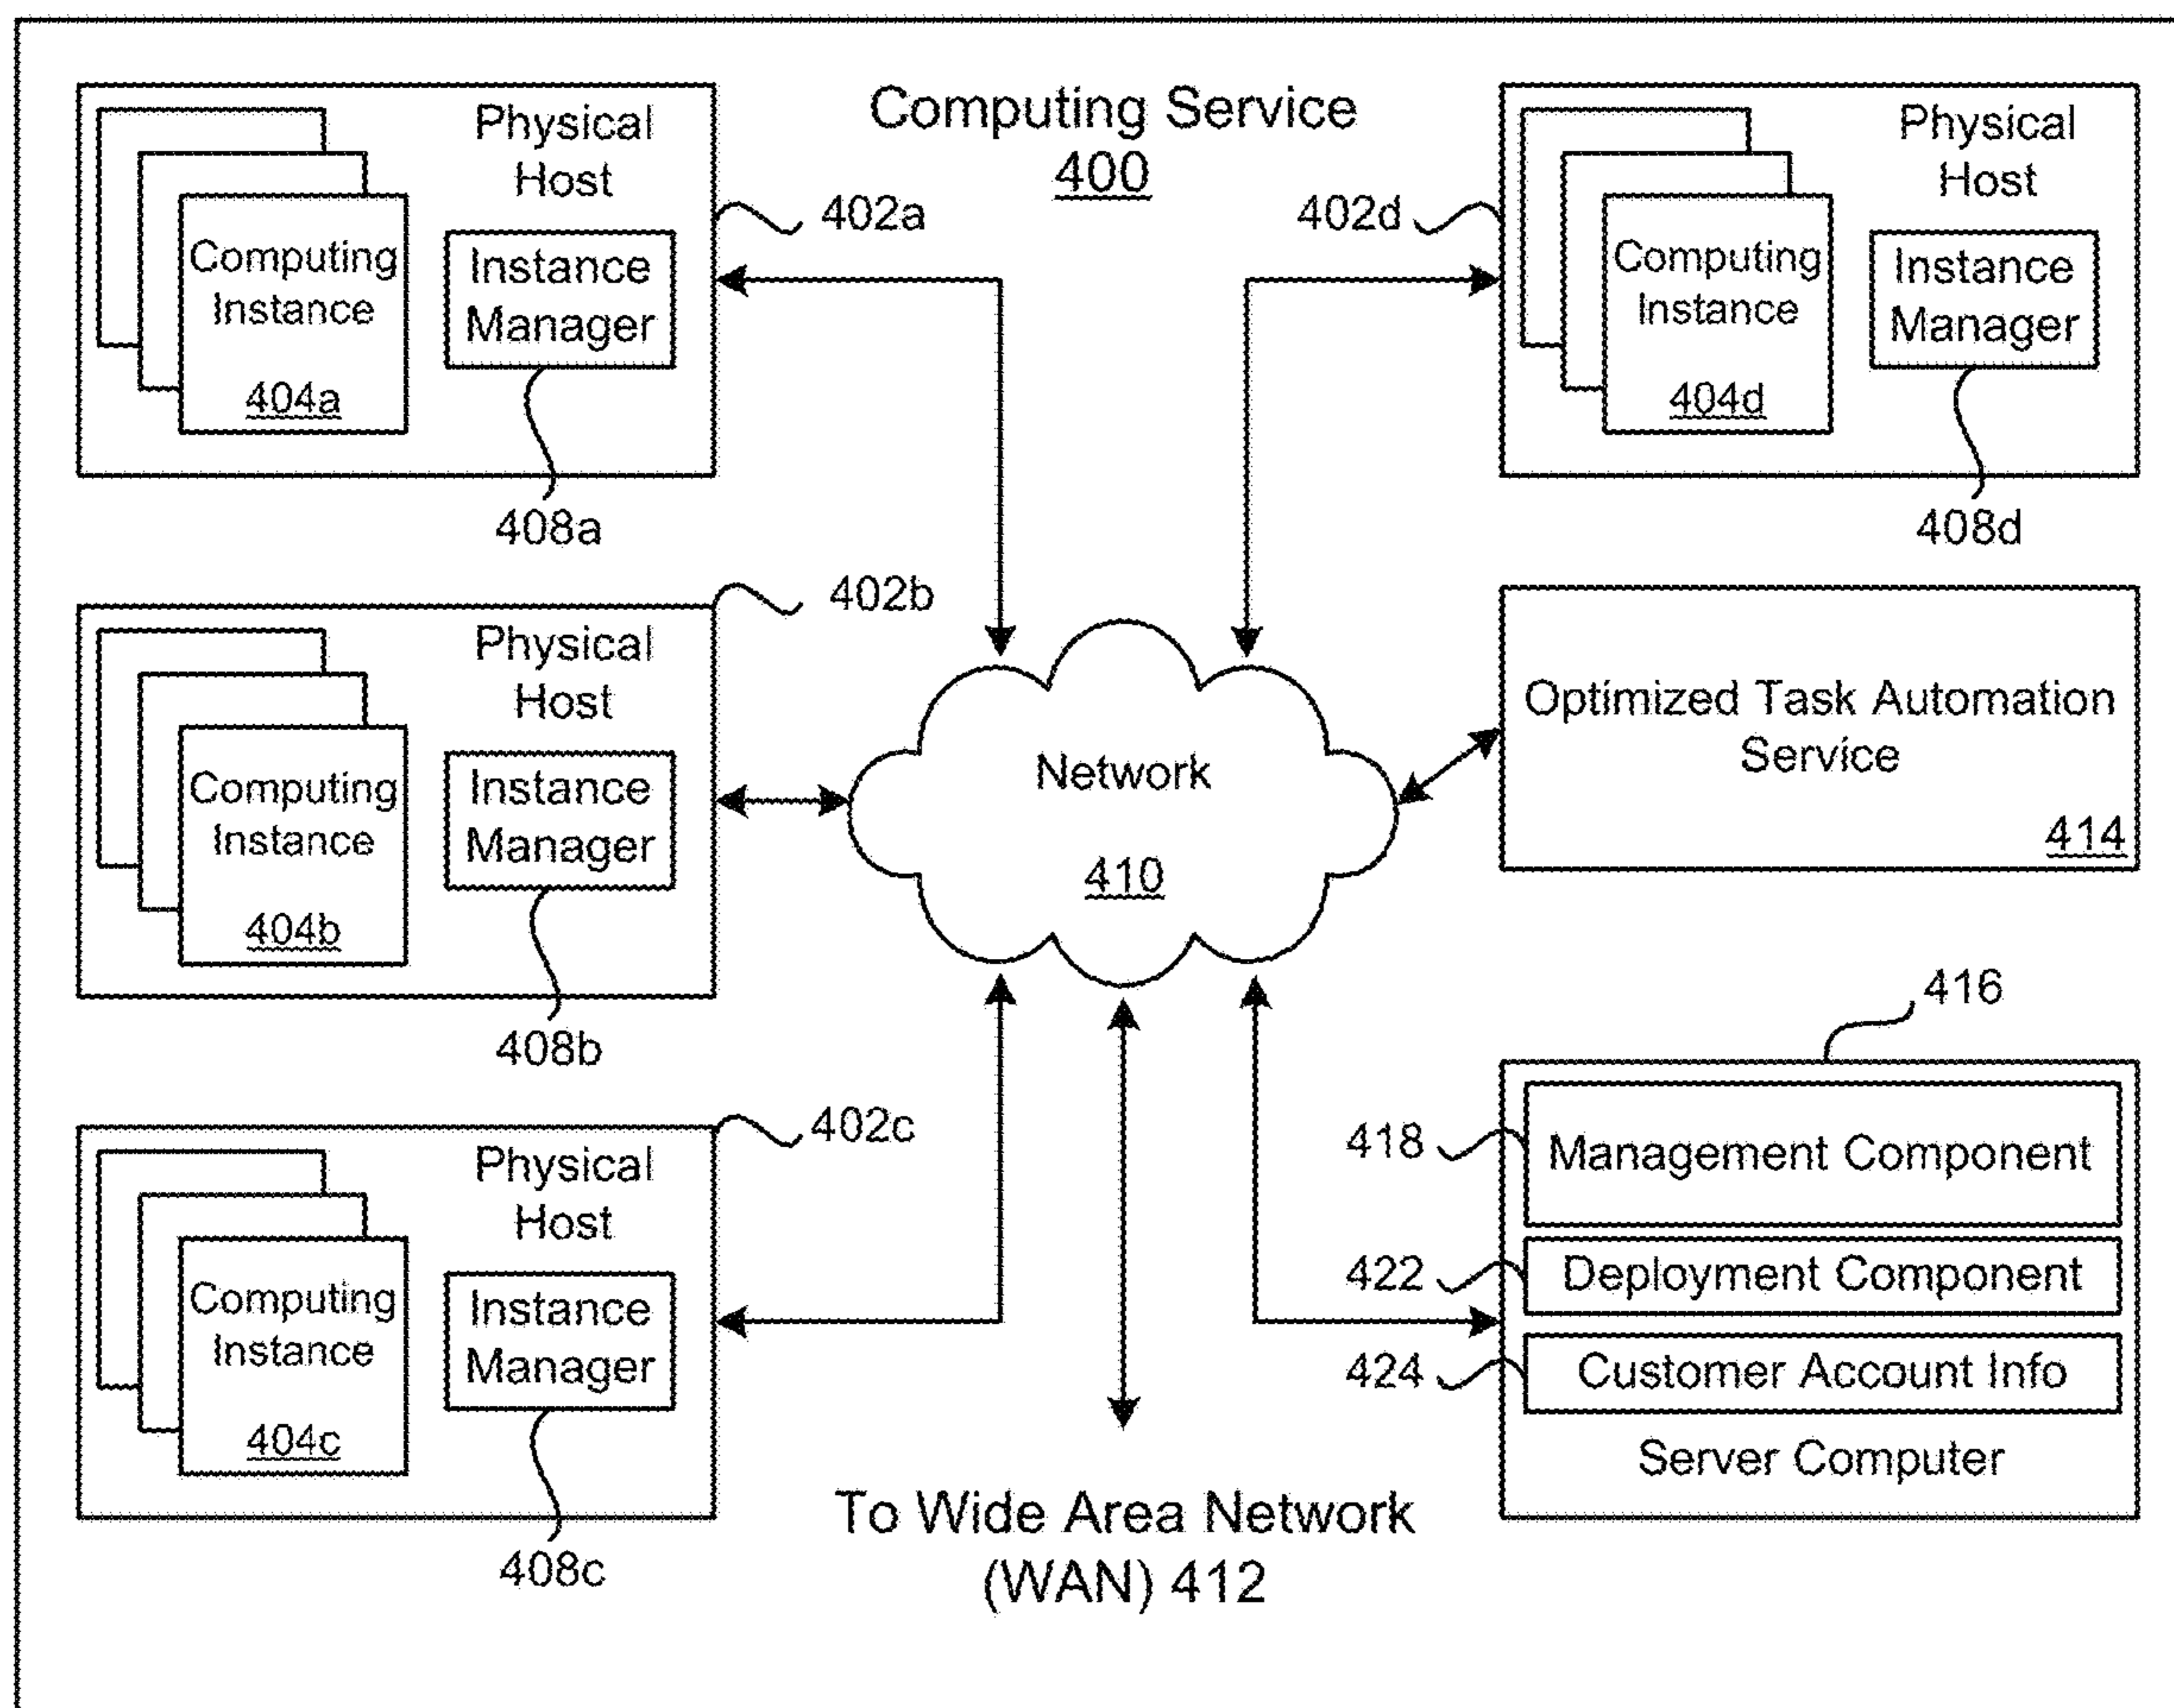 Computing Service
400
Physical
Host
Computing
Instance
404a
Instance
Manager
402a
408a
Physical
Host
Computing
Instance
404d
Instance
Manager
402d
408d
Physical
Host
Computing
Instance
404b
Instance
Manager
402b
408b
Network
410
Optimized Task Automation
Service
414
Physical
Host
Computing
Instance
404c
Instance
Manager
402c
408c
416
418
Management Component
422
Deployment Component
424
Customer Account Info
Server Computer
To Wide Area Network
(WAN) 412